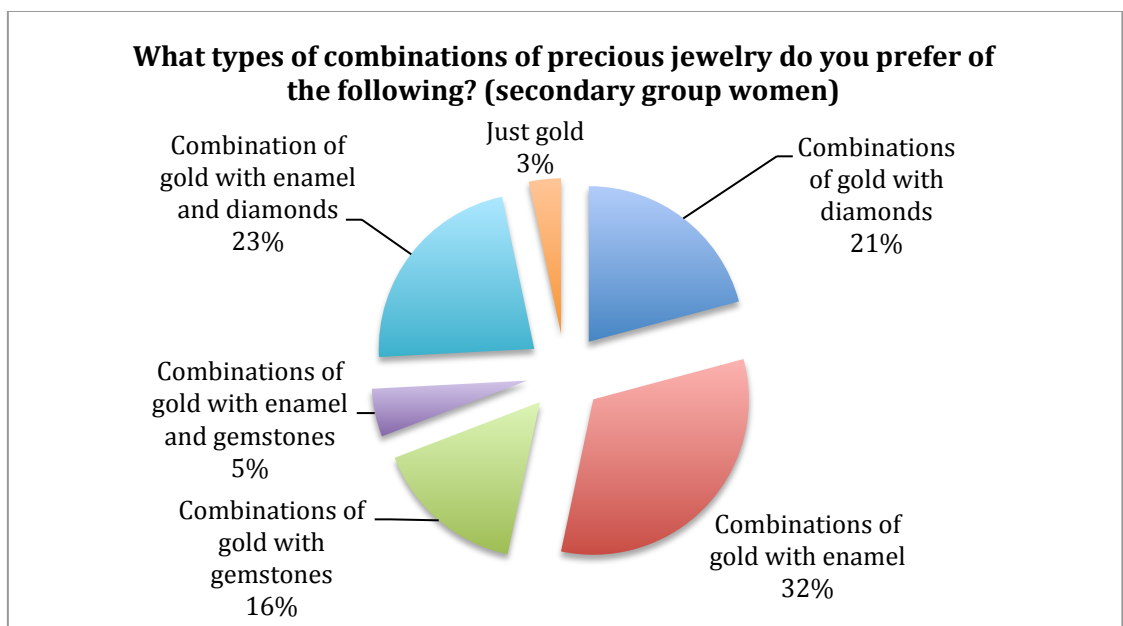 What types of combinations of precious jewelry do you prefer of
the following? (secondary group women)
Just gold
3%
Combinations
of gold with
diamonds
21%
Combinations of
gold with enamel
32%
Combinations of
gold with
gemstones
16%
Combinations of
gold with enamel
and gemstones
5%
Combination of
gold with enamel
and diamonds
23%